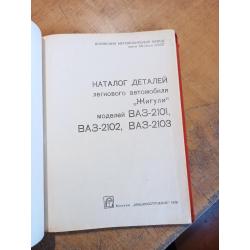 КАТАЛОГ ДЕТАЛЕЙ
легкового автомобиля
„Жигули"
моделей ВАЗ-2101,
ВАЗ-2102, ВАЗ-2103